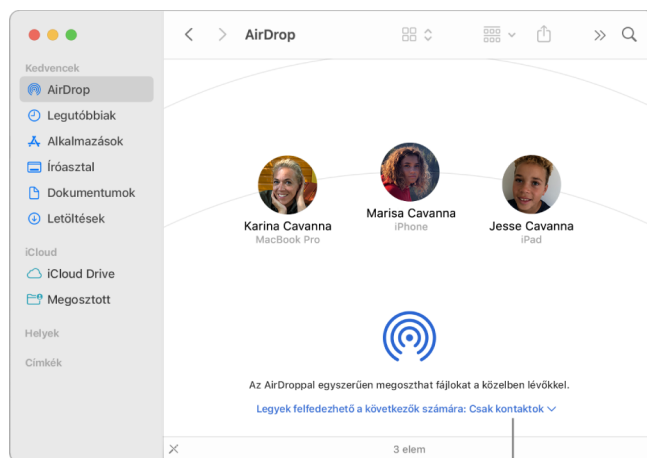 AirDrop
Kedvencek
AirDrop
Legutóbbiak
Alkalmazások
Íróasztal
Dokumentumok
Letöltések
iCloud
iCloud Drive
Megosztott
Helyek
Címkék
Karina Cavanna
MacBook Pro
Marisa Cavanna
iPhone
Jesse Cavanna
iPad
Az AirDroppal egyszerűen megoszthat fájlokat a közelben lévőkkel.
Legyek felfedezhető a következők számára: Csak kontaktok
3 elem